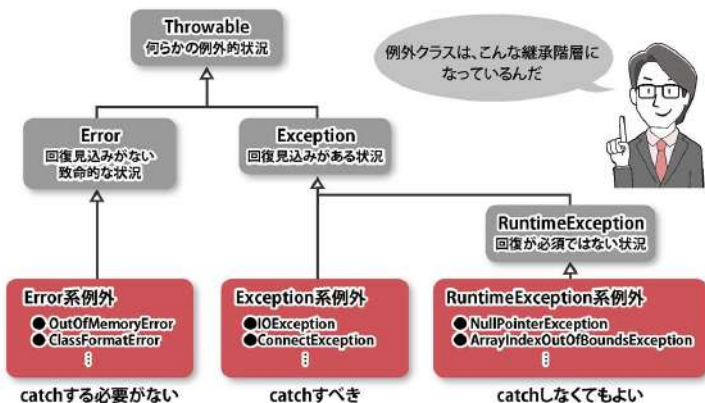 Throwable
何らかの例外的状況
例外クラスは、こんな継承階層に
なっているんだ
Error
回復見込みがない
致命的な状況
Exception
回復見込みがある状況
RuntimeException
回復が必須ではない状況
Error系例外
●OutOfMemoryError
●ClassFormatError
⋮
Exception系例外
●IOException
●ConnectException
⋮
RuntimeException系例外
●NullPointerException
●ArrayIndexOutOfBoundsException
⋮
catchする必要がない
catchすべき
catchしなくてもよい